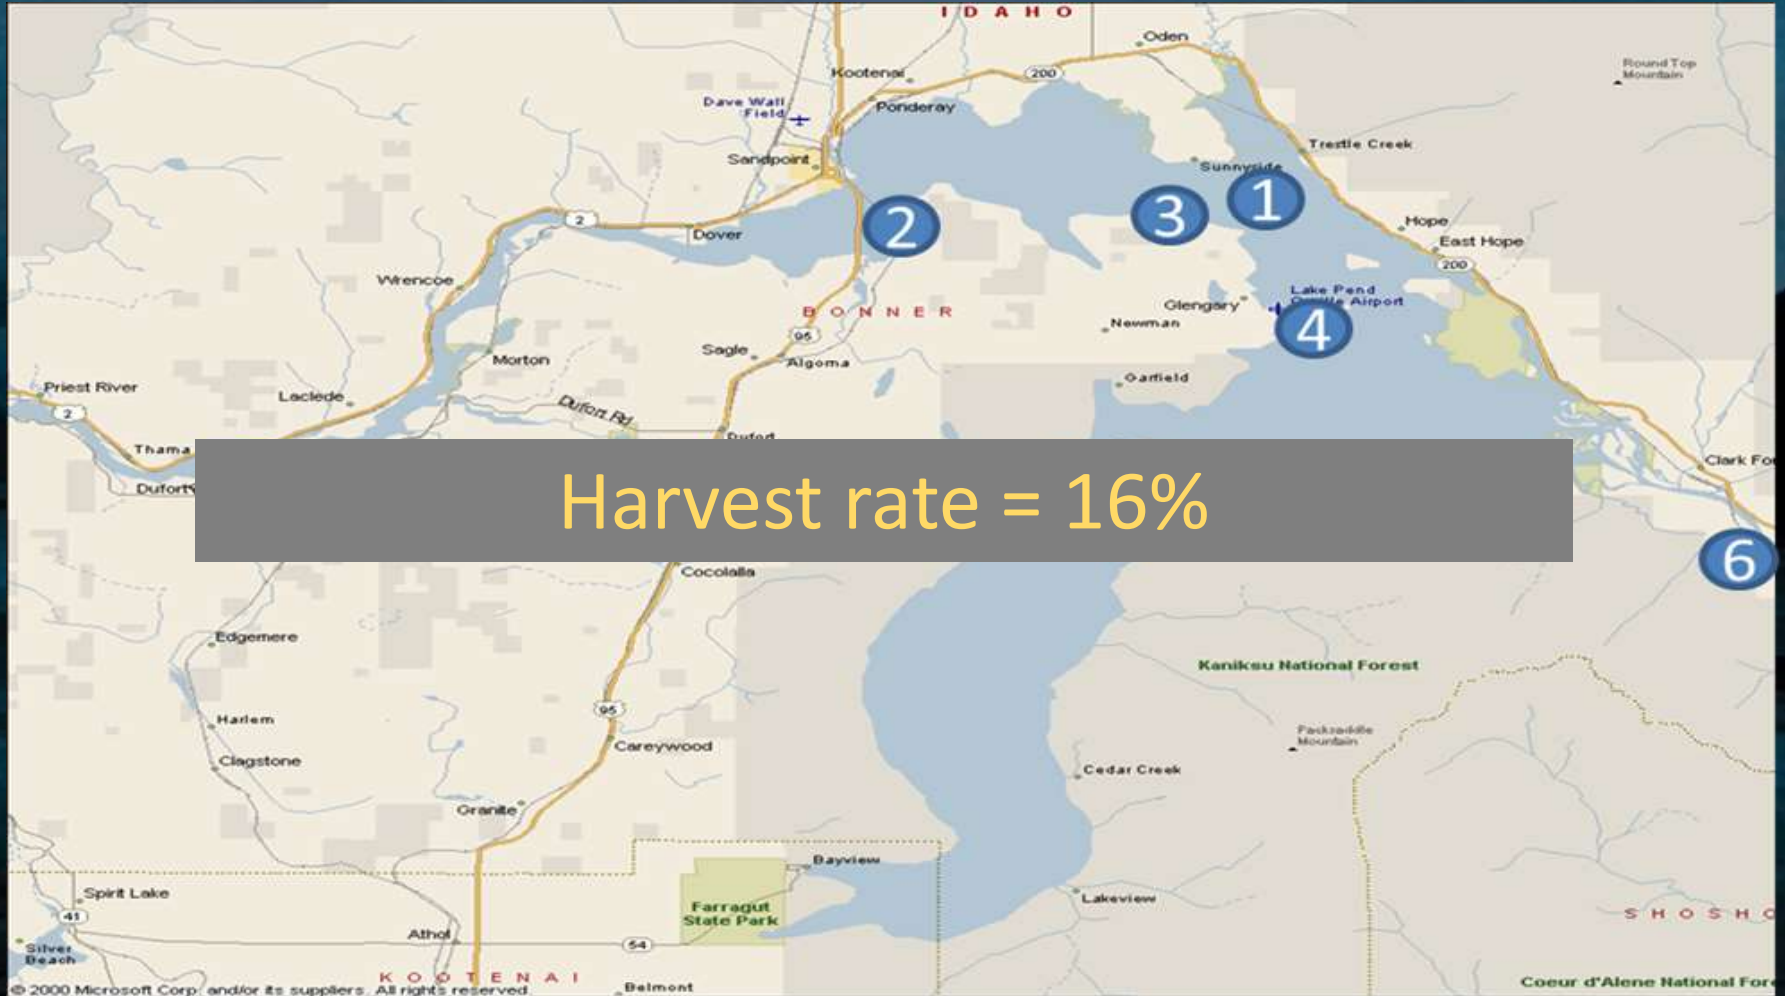 IDAHO
Oden
Round Top
Mountain
Kootenai
200
Dave Wall
Field
Ponderay
Sandpoint
Trestle Creek
Sunnyside
1
2
3
2
Dover
Hope
East Hope
200
Wrencoe
Lake Pend
Oreille Airport
Glengary
BONNER
Newman
4
95
Sagle
Algoma
Morton
Garfield
Priest River
Laclede
2
Dufort Rd
Dufort
Thama
Clark Fo
Dufort
Harvest rate = 16%
6
Cocolalla
Edgemere
Kaniksu National Forest
95
Harlem
Packsaddle
Mountain
Careywood
Clagstone
Cedar Creek
Granite
Bayview
Spirit Lake
Lakeview
Farragut
State Park
41
SHOSHO
Athol
54
Silver
Beach
KOOTENAI
Coeur d'Alene National For
© 2000 Microsoft Corp. and/or its suppliers. All rights reserved.
Belmont